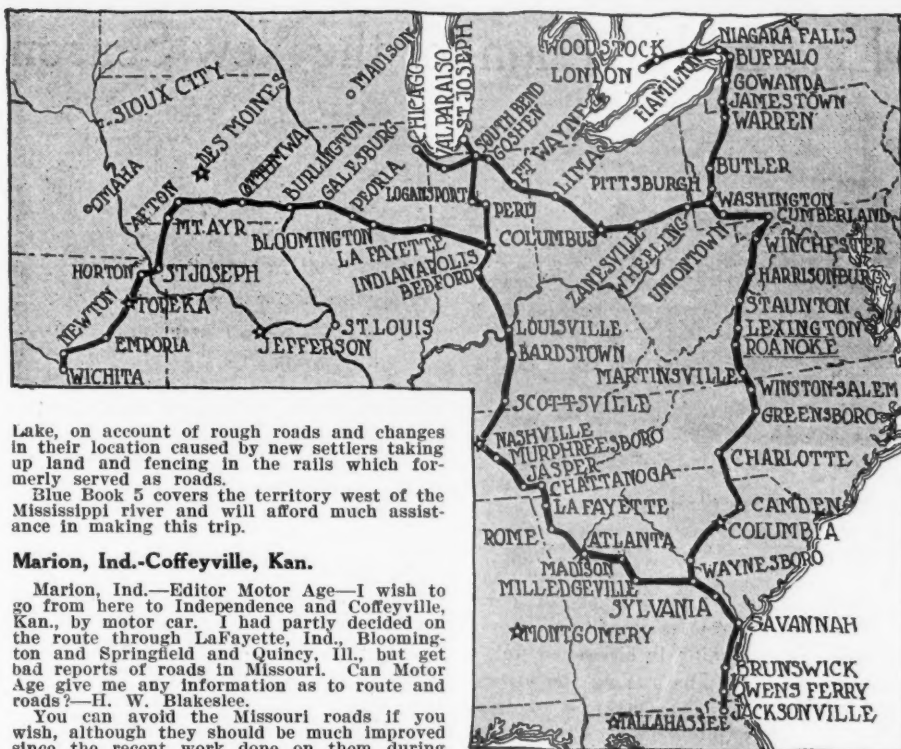 NIAGARA FALLS
WOODSTOCK
BUFFALO
LONDON
HAMILTON
GOWANDA
JAMESTOWN
WARREN
MADISON
CHICAGO
VALPARAISO
ST. JOSEPH
SOUTH BEND
GOSHEN
FT WAYNE
LIMA
SIOUX CITY
DES MOINES
OTTUMWA
BURLINGTON
GALESBURG
PEORIA
LOGANSPORT
PITTSBURGH
BUTLER
OMAHA
AFTON
MT. AYR
BLOOMINGTON
LA FAYETTE
INDIANAPOLIS
BEDFORD
PERU
COLUMBUS
ZANESVILLE
WHEELING
UNIONTOWN
WASHINGTON
CUMBERLAND
WINCHESTER
HARRISONBURG
HORTON
ST. JOSEPH
STAUNTON
NEWTON
TOPEKA
EMPORIA
JEFFERSON
ST. LOUIS
LOUISVILLE
BARDSTOWN
LEXINGTON
ROANOKE
WICHITA
MARTINSVILLE
SCOTTSVILLE
WINSTON-SALEM
GREENSBORO
NASHVILLE
MURPHREESBORO
JASPER
CHATTANOGA
CHARLOTTE
LA FAYETTE
CAMDEN
ROME
ATLANTA
COLUMBIA
MADISON
WAYNESBORO
MILLEDGEVILLE
SYLVANIA
SAVANNAH
MONTGOMERY
BRUNSWICK
OWENS FERRY
TALLAHASSEE
JACKSONVILLE
Lake, on account of rough roads and changes
in their location caused by new settlers taking
up land and fencing in the rails which for-
merly served as roads.
Blue Book 5 covers the territory west of the
Mississippi river and will afford much assist-
ance in making this trip.
Marion, Ind.-Coffeyville, Kan.
Marion, Ind.—Editor Motor Age—I wish to
go from here to Independence and Coffeyville,
Kan., by motor car. I had partly decided on
the route through LaFayette, Ind., Blooming-
ton and Springfield and Quincy, Ill., but get
bad reports of roads in Missouri. Can Motor
Age give me any information as to route and
roads?—H. W. Blakeslee.
You can avoid the Missouri roads if you
wish, although they should be much improved
since the recent work done on them during